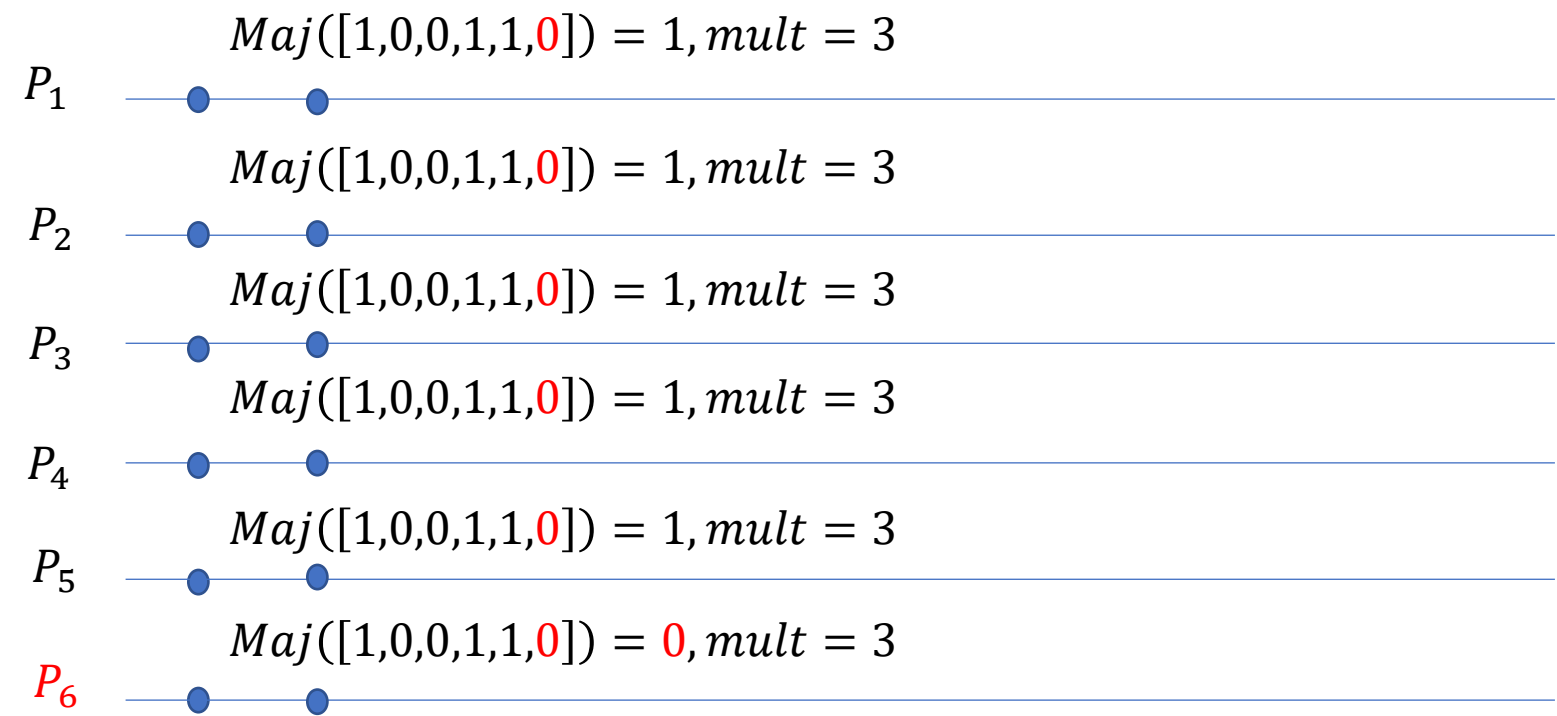 Maj([1,0,0,1,1,0]) = 1, mult = 3
P₁
Maj([1,0,0,1,1,0]) = 1, mult = 3
P₂
Maj([1,0,0,1,1,0]) = 1, mult = 3
P₃
Maj([1,0,0,1,1,0]) = 1, mult = 3
P₄
Maj([1,0,0,1,1,0]) = 1, mult = 3
P₅
Maj([1,0,0,1,1,0]) = 0, mult = 3
P₆